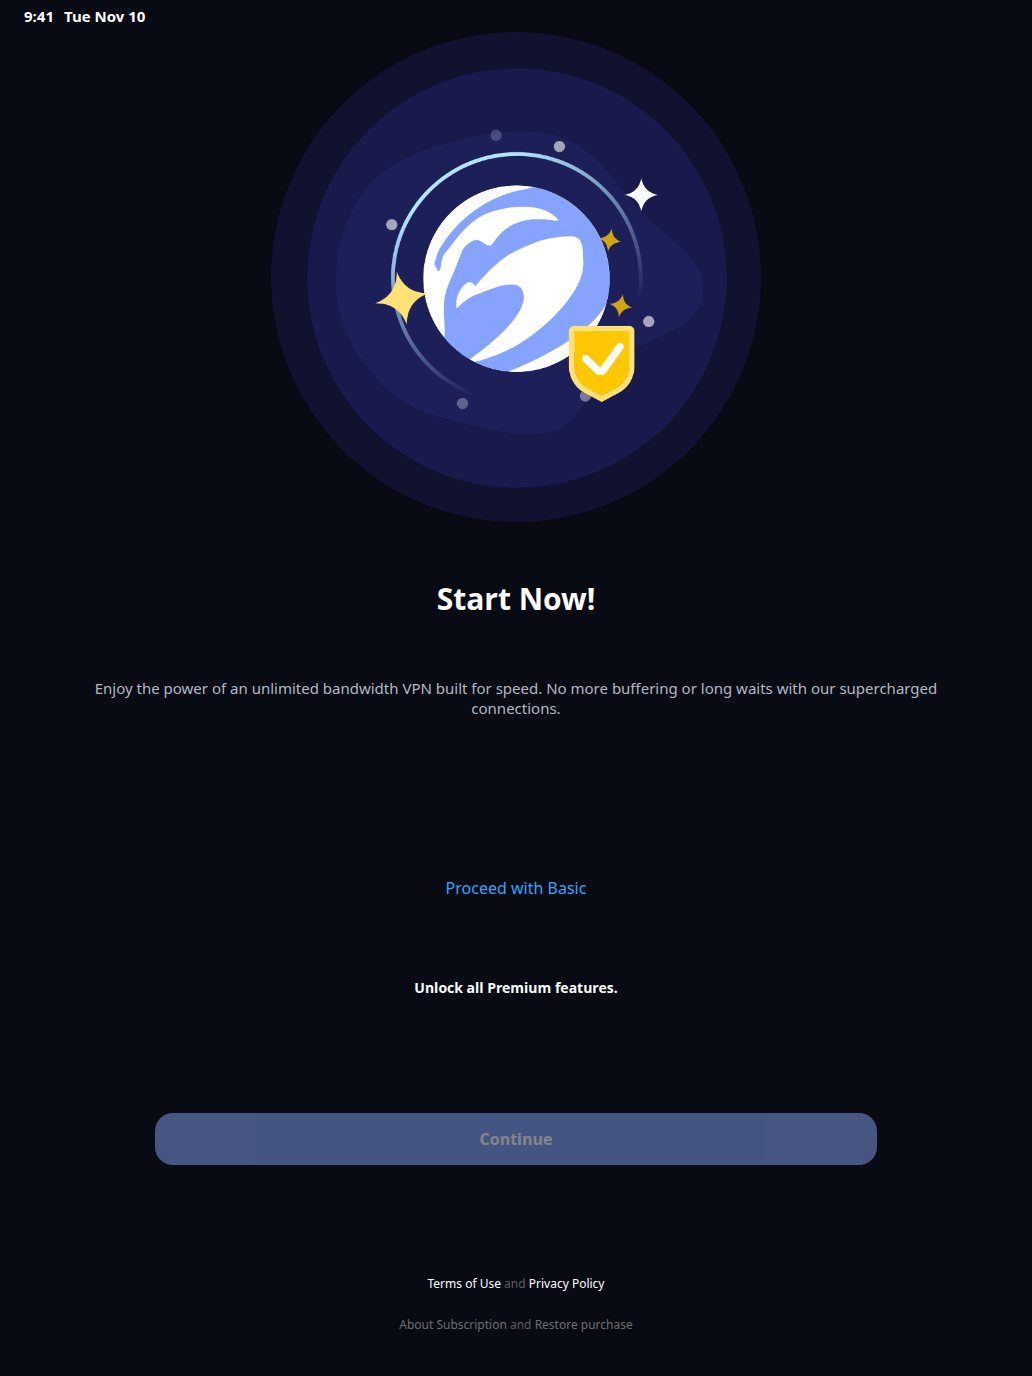 9:41 Tue Nov 10
Start Now!
Enjoy the power of an unlimited bandwidth VPN built for speed. No more buffering or long waits with our supercharged
connections.
Proceed with Basic
Unlock all Premium features.
Continue
Terms of Use and Privacy Policy
About Subscription and Restore purchase